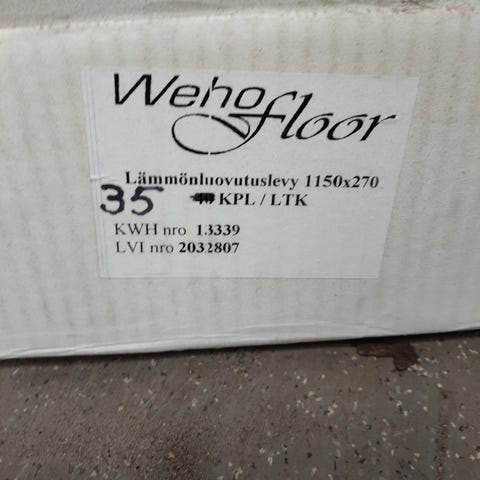 Weho
floor
Lämmönluovutuslevy 1150x270
35 KPL / LTK
KWH nro 13339
LVI nro 2032807